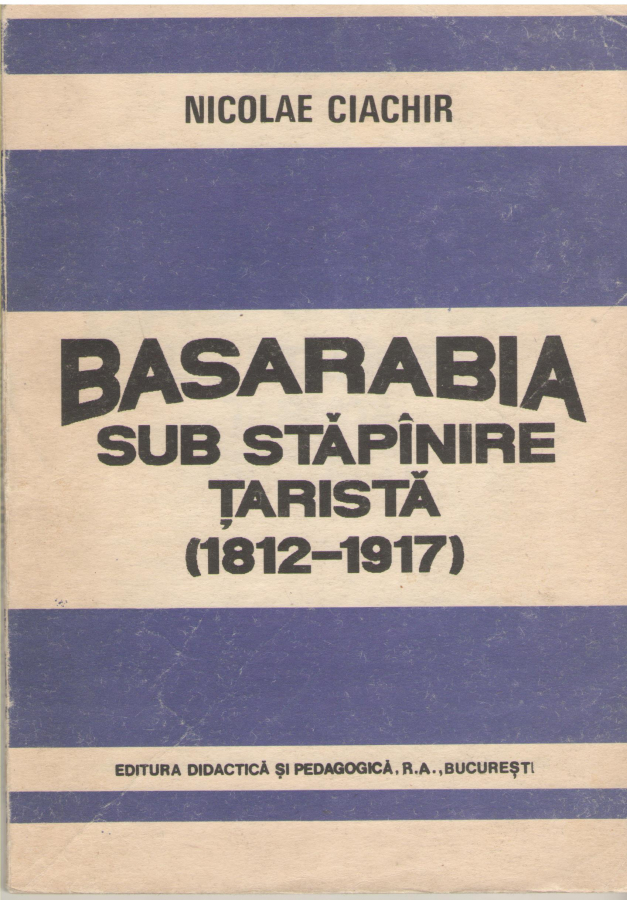 NICOLAE CIACHIR
BASARABIA
SUB STĂPÎNIRE
ȚARISTĂ
(1812–1917)
EDITURA DIDACTICĂ ȘI PEDAGOGICĂ, R.A., BUCUREȘTI